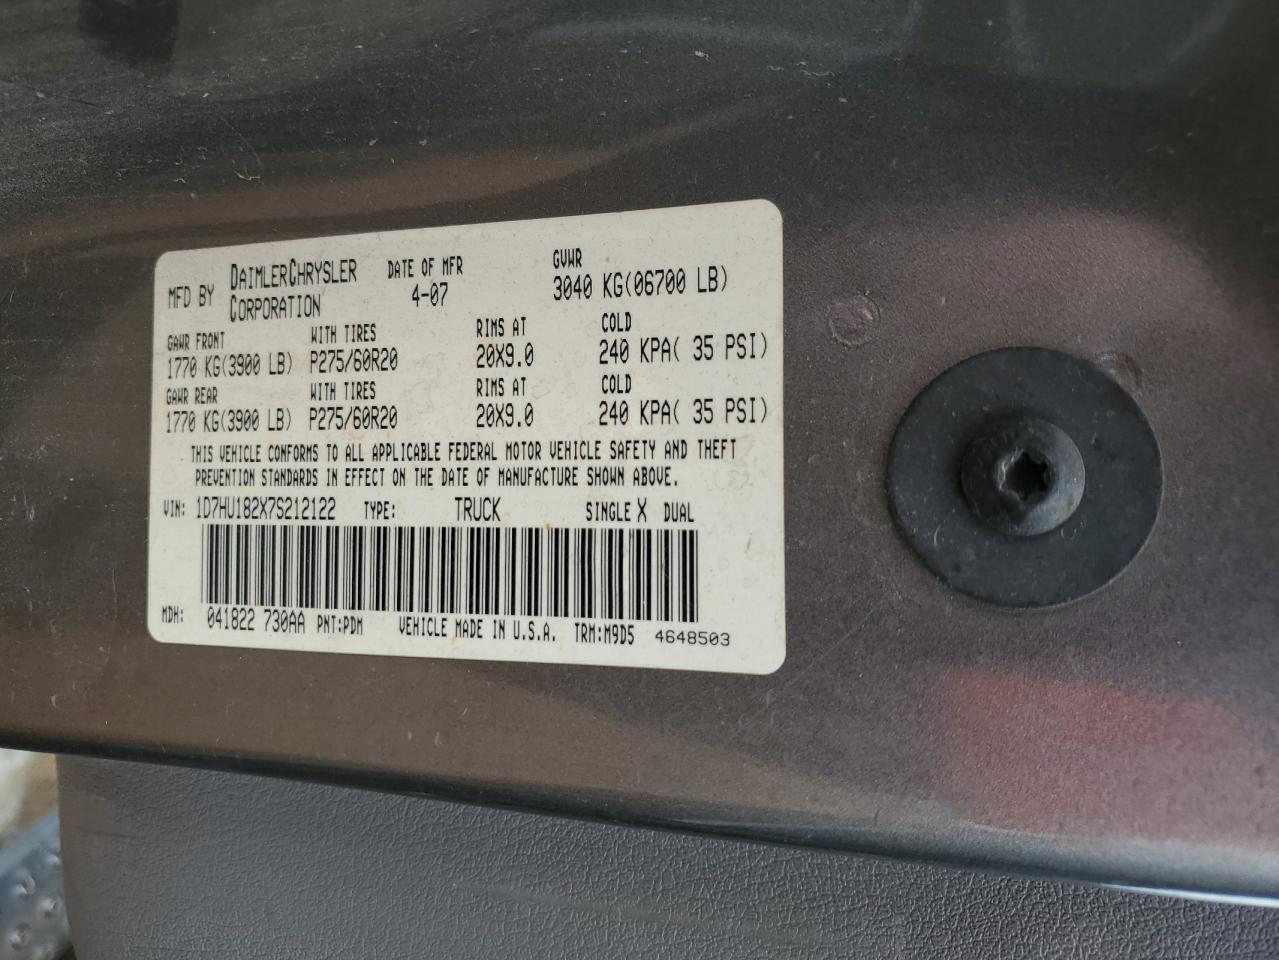 MFD BY DAIMLERCHRYSLER CORPORATION DATE OF MFR 4-07 GVWR 3040 KG(06700 LB)
GAWR FRONT WITH TIRES RIMS AT COLD
1770 KG(3900 LB) P275/60R20 20X9.0 240 KPA( 35 PSI)
GAWR REAR WITH TIRES RIMS AT COLD
1770 KG(3900 LB) P275/60R20 20X9.0 240 KPA( 35 PSI)
THIS VEHICLE CONFORMS TO ALL APPLICABLE FEDERAL MOTOR VEHICLE SAFETY AND THEFT
PREVENTION STANDARDS IN EFFECT ON THE DATE OF MANUFACTURE SHOWN ABOVE.
VIN: 1D7HU182X7S212122 TYPE: TRUCK SINGLE X DUAL
MDH: 041822 730AA PNT:PDM VEHICLE MADE IN U.S.A. TRM:M9D5 4648503